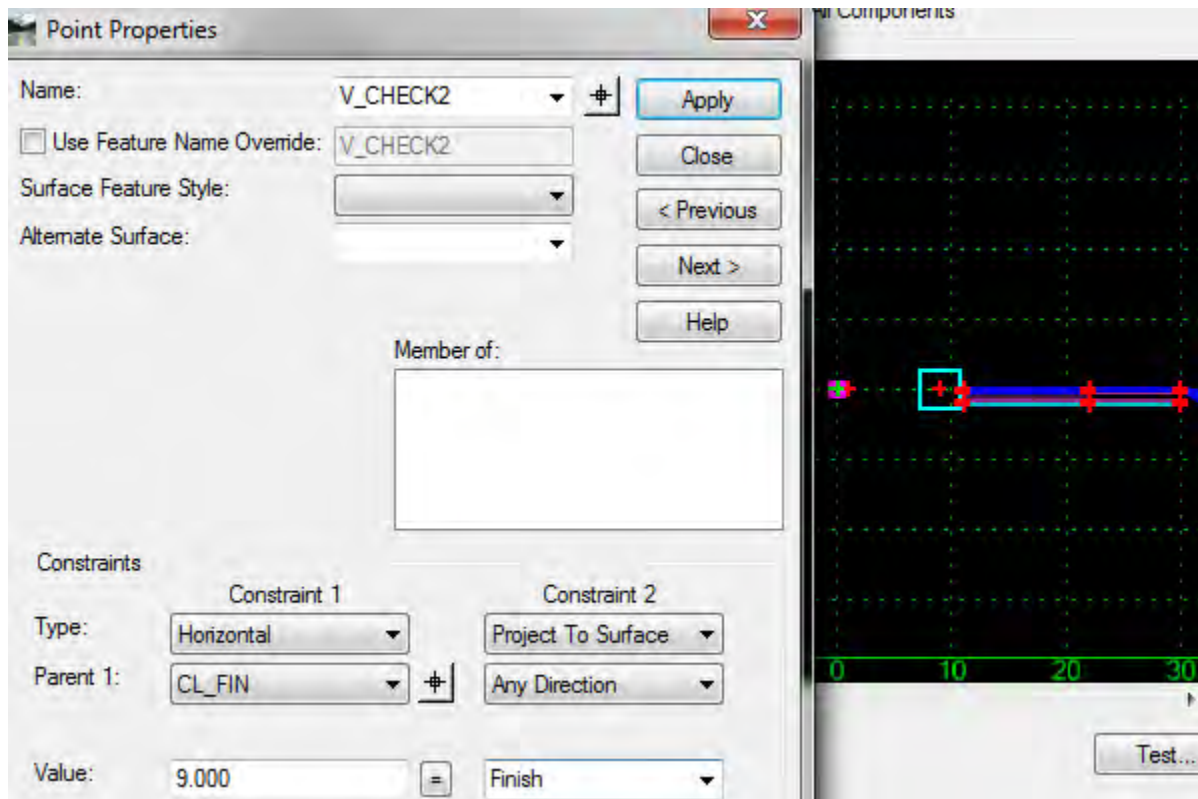 Point Properties
All Components
Name:
V_CHECK2
Apply
Use Feature Name Override:
V_CHECK2
Close
Surface Feature Style:
< Previous
Alternate Surface:
Next >
Help
Member of:
Constraints
Constraint 1
Constraint 2
Type:
Horizontal
Project To Surface
Parent 1:
CL_FIN
Any Direction
0 10 20 30
Value:
9.000
=
Finish
Test...